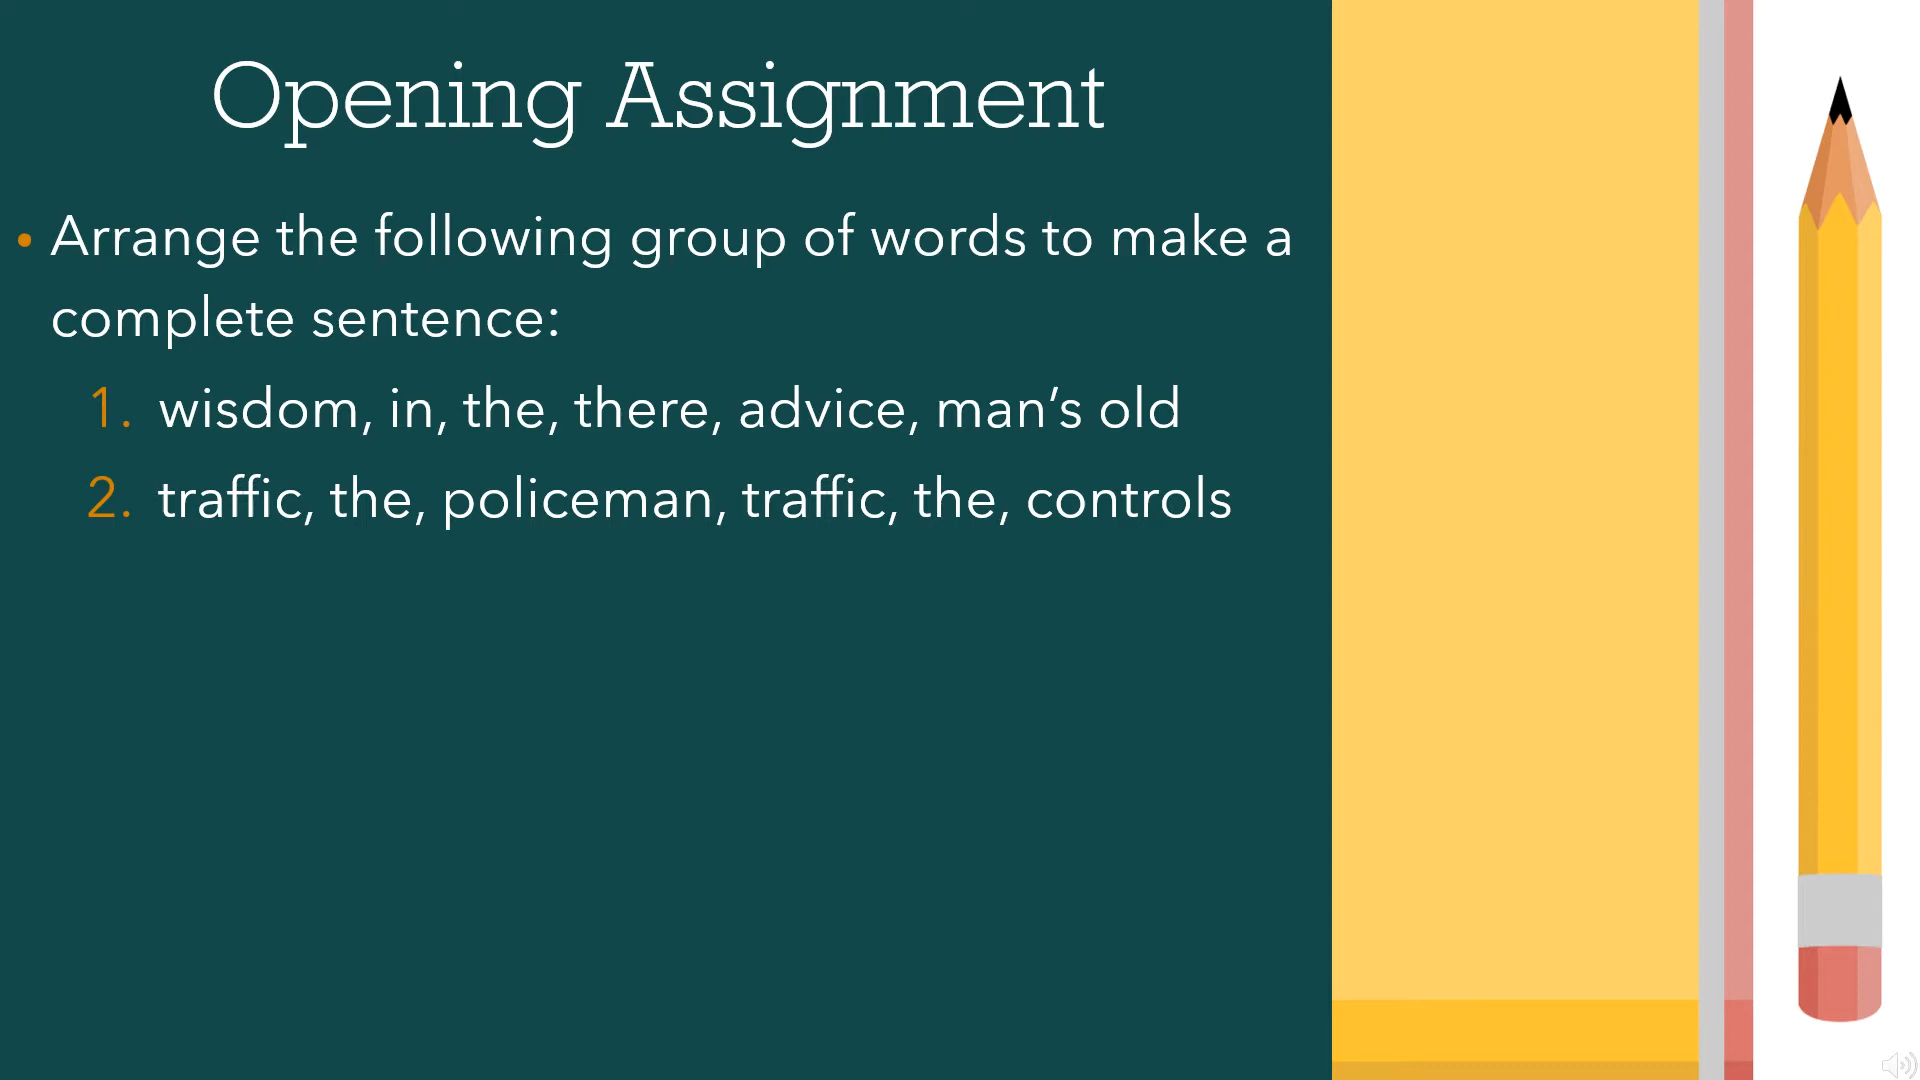 Opening Assignment
• Arrange the following group of words to make a
complete sentence:
1. wisdom, in, the, there, advice, man’s old
2. traffic, the, policeman, traffic, the, controls